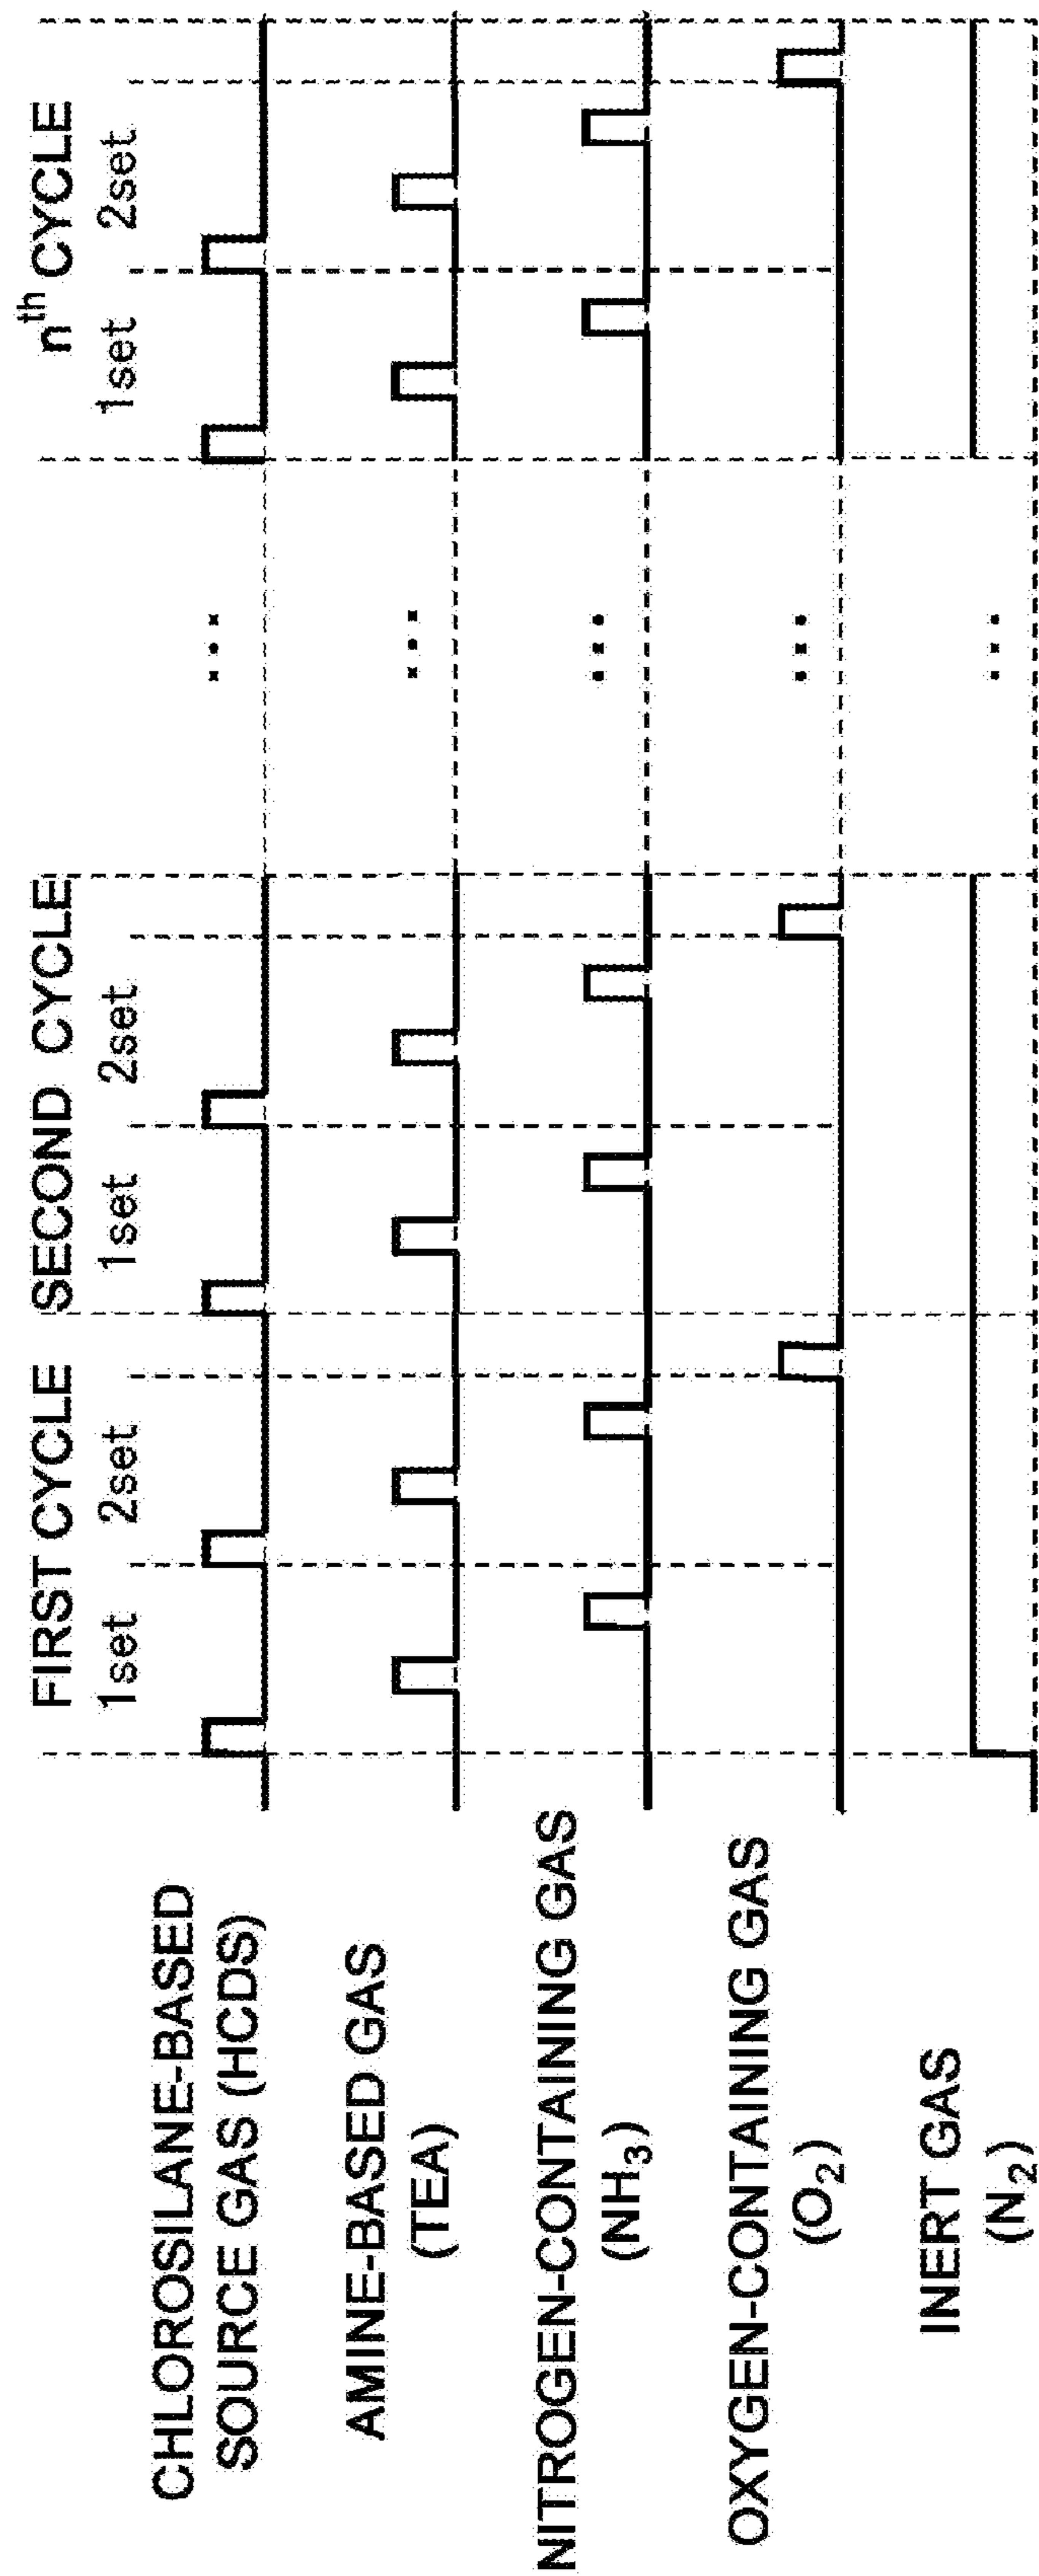 FIRST CYCLE SECOND CYCLE nth CYCLE
1set 2set 1set 2set 1set 2set
CHLOROSILANE-BASED
SOURCE GAS (HCDS)
AMINE-BASED GAS
(TEA)
NITROGEN-CONTAINING GAS
(NH3)
OXYGEN-CONTAINING GAS
(O2)
INERT GAS
(N2)